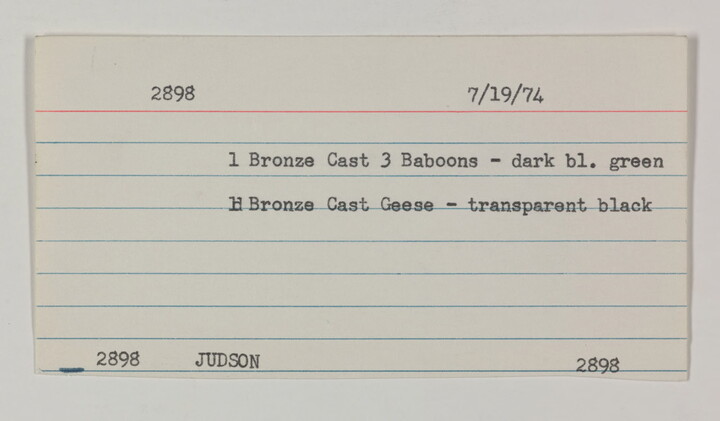 2898 7/19/74
1 Bronze Cast 3 Baboons - dark bl. green
1 Bronze Cast Geese - transparent black
2898 JUDSON 2898